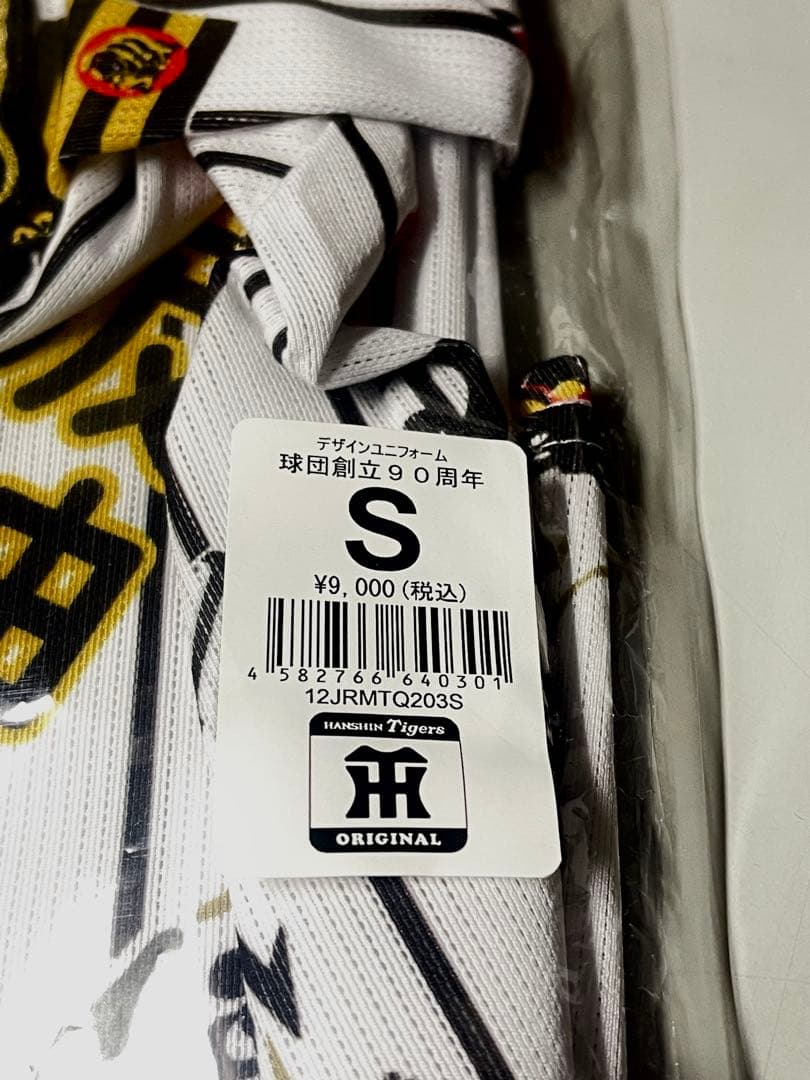 デザインユニフォーム
球団創立９０周年
S
¥9,000(税込)
4 582766 640301
12JRMTQ203S
HANSHIN Tigers
TH
ORIGINAL